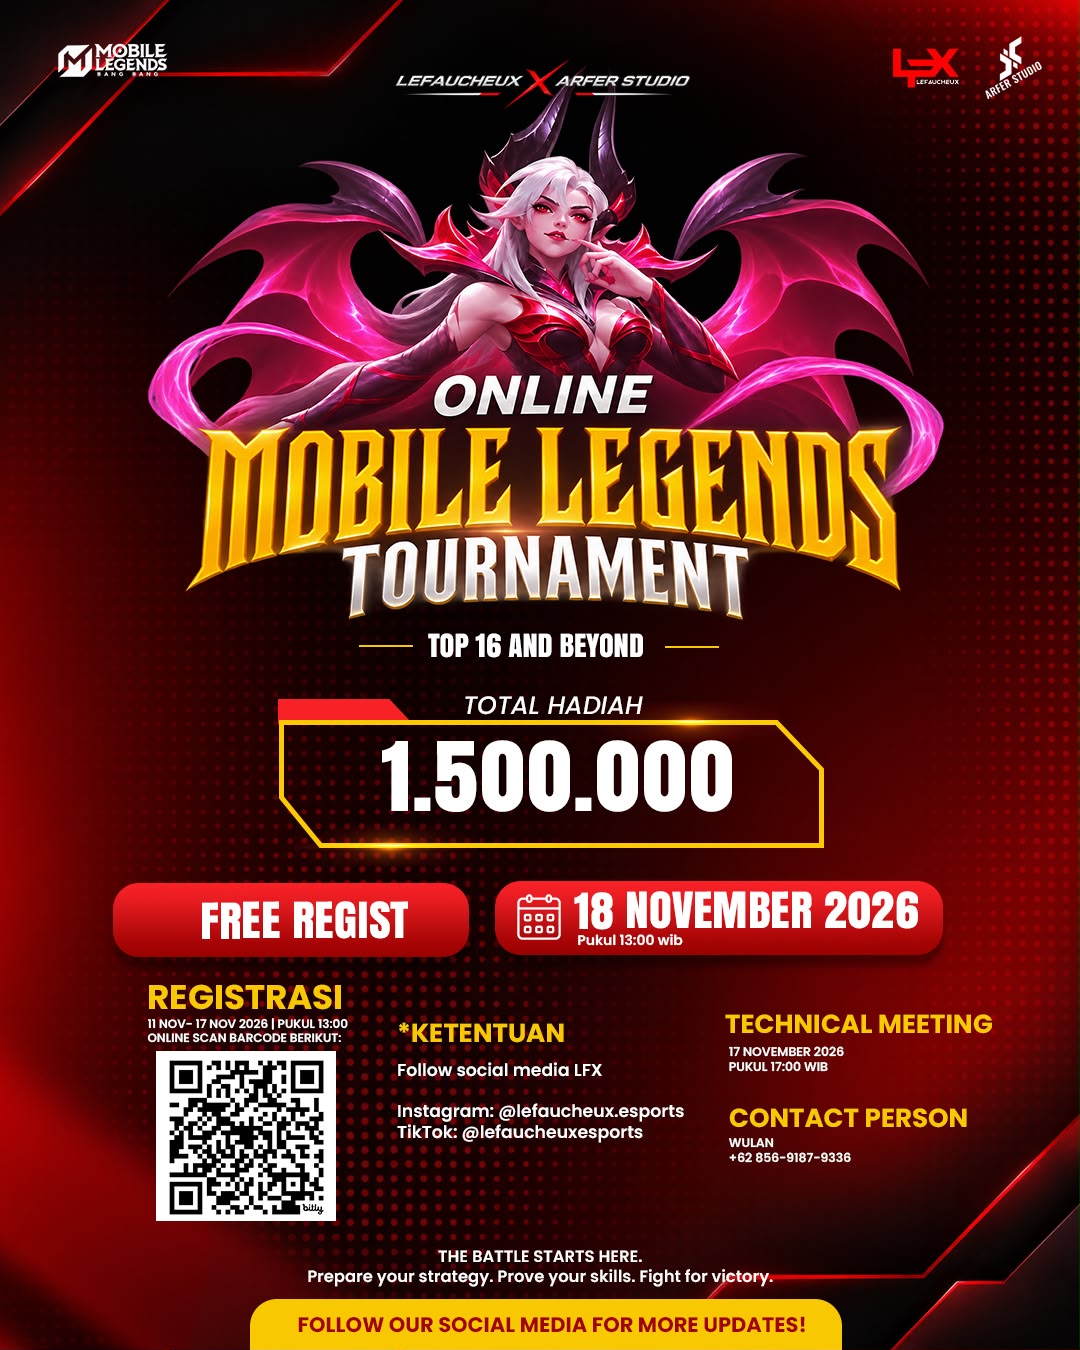 MOBILE
LEGENDS
BANG BANG
LEFAUCHEUX X ARFER STUDIO
LFX
LEFAUCHEUX
ARFER STUDIO
ONLINE
MOBILE LEGENDS
TOURNAMENT
TOP 16 AND BEYOND
TOTAL HADIAH
1.500.000
FREE REGIST
18 NOVEMBER 2026
Pukul 13:00 wib
REGISTRASI
11 NOV- 17 NOV 2026 | PUKUL 13:00
ONLINE SCAN BARCODE BERIKUT:
bitly
*KETENTUAN
Follow social media LFX
Instagram: @lefaucheux.esports
TikTok: @lefaucheuxesports
TECHNICAL MEETING
17 NOVEMBER 2026
PUKUL 17:00 WIB
CONTACT PERSON
WULAN
+62 856-9187-9336
THE BATTLE STARTS HERE.
Prepare your strategy. Prove your skills. Fight for victory.
FOLLOW OUR SOCIAL MEDIA FOR MORE UPDATES!